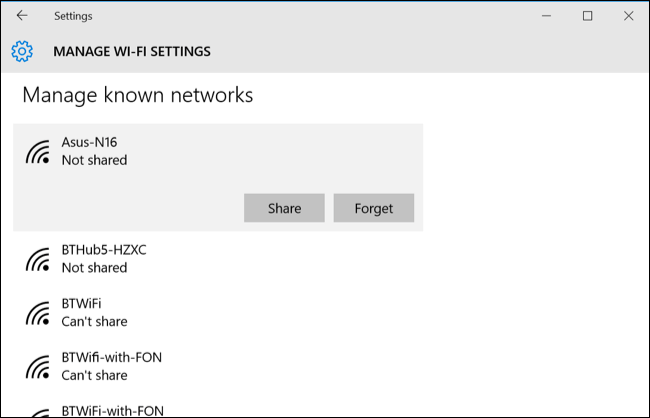 Settings
MANAGE WI-FI SETTINGS
Manage known networks
Asus-N16
Not shared
Share Forget
BTHub5-HZXC
Not shared
BTWiFi
Can't share
BTWifi-with-FON
Can't share
BTWiFi-with-FON